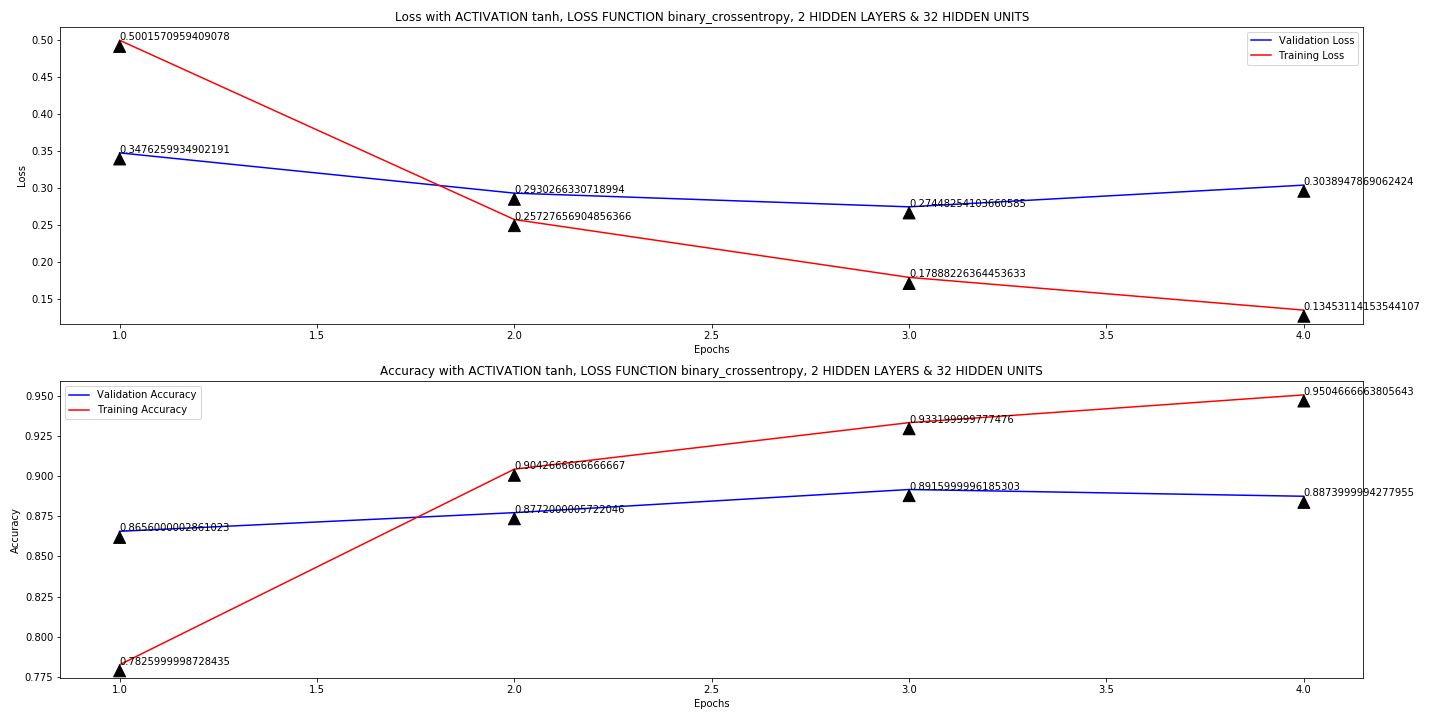 Loss with ACTIVATION tanh, LOSS FUNCTION binary_crossentropy, 2 HIDDEN LAYERS & 32 HIDDEN UNITS
0.50
0.45
0.40
0.35
0.30
0.25
0.20
0.15
Loss
0.5001570959409078
0.3476259934902191
0.2930266330718994
0.25727656904856366
0.27448254103660585
0.17888226364453633
0.3038947869062424
0.13453114153544107
Validation Loss
Training Loss
1.0 1.5 2.0 2.5 3.0 3.5 4.0
Epochs
Accuracy with ACTIVATION tanh, LOSS FUNCTION binary_crossentropy, 2 HIDDEN LAYERS & 32 HIDDEN UNITS
Validation Accuracy
Training Accuracy
0.950
0.925
0.900
0.875
0.850
0.825
0.800
0.775
Accuracy
0.8656000002861023
0.7825999998728435
0.9042666666666667
0.8772000005722046
0.933199999777476
0.8915999996185303
0.9504666663805643
0.8873999994277955
1.0 1.5 2.0 2.5 3.0 3.5 4.0
Epochs